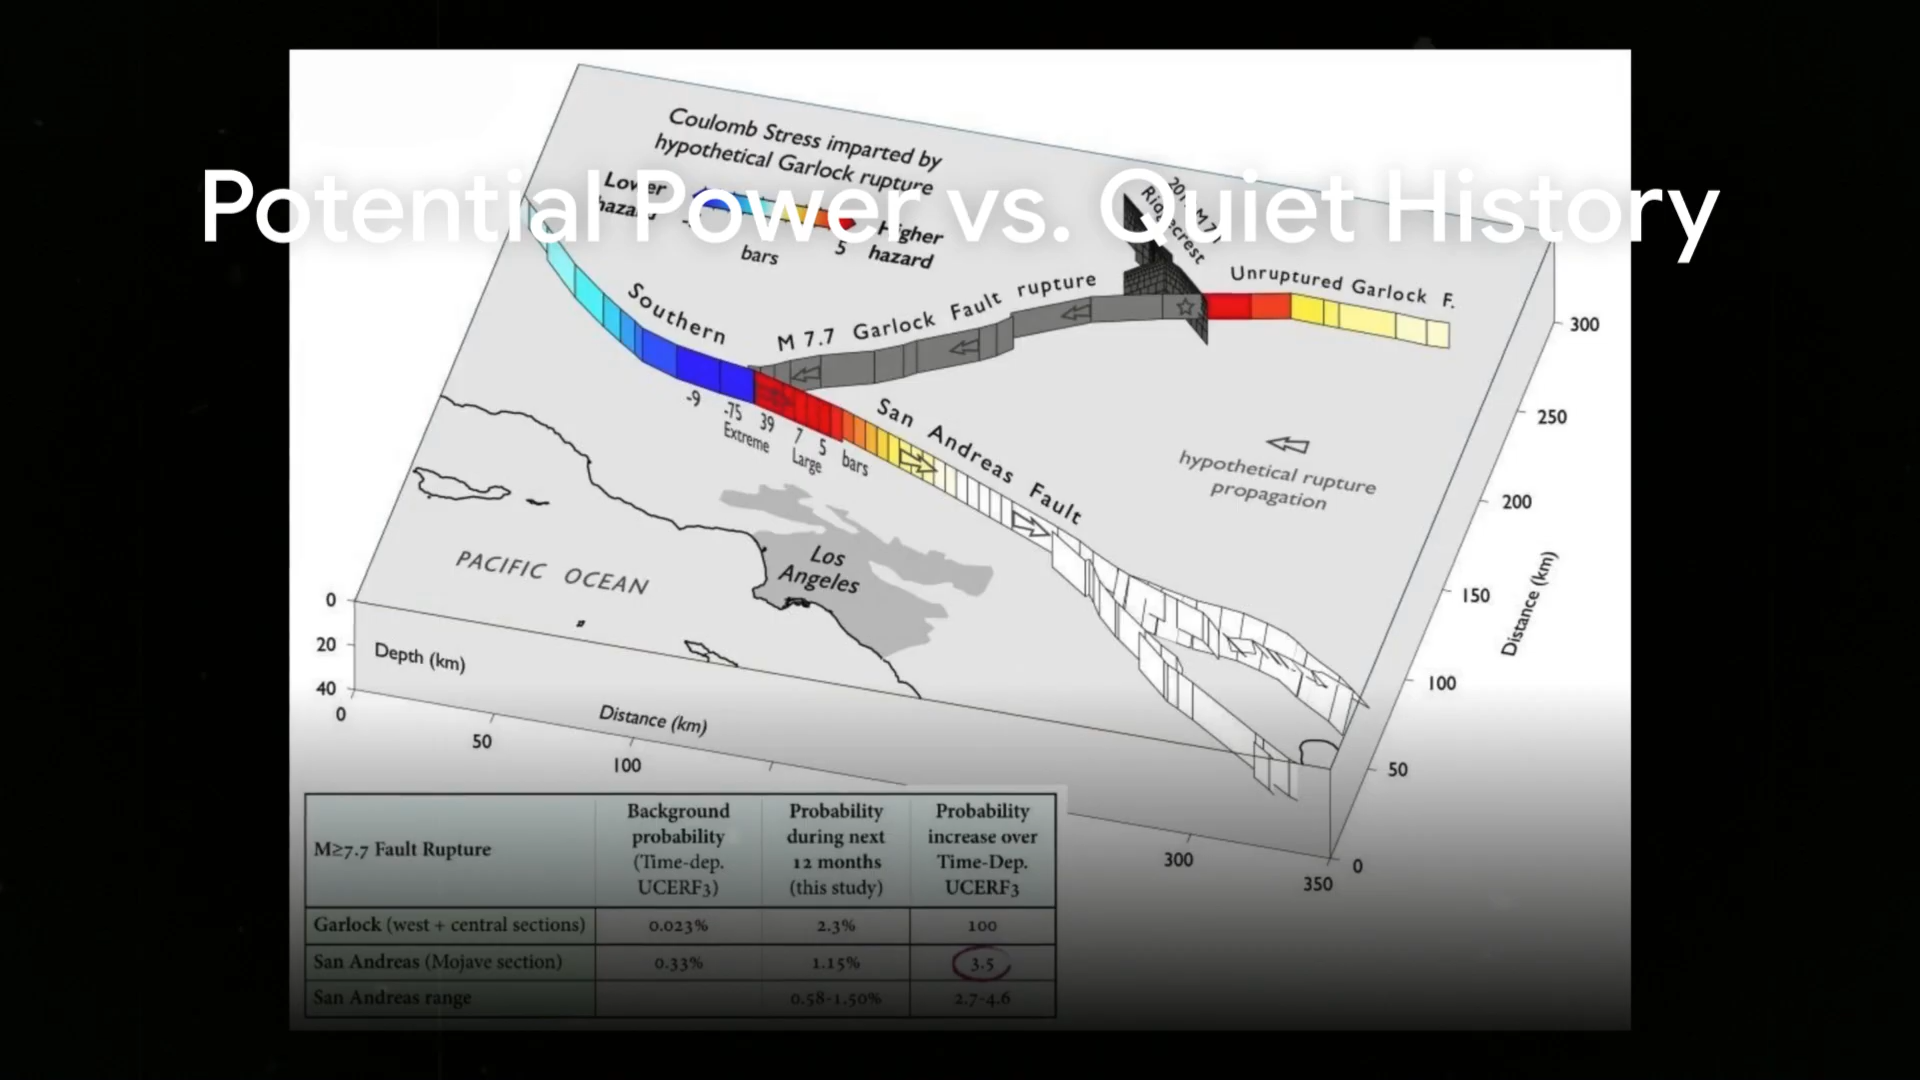 Potential Power vs. Quiet History
Coulomb Stress imparted by
hypothetical Garlock rupture
Lower
hazard
Higher
hazard
bars
5
Ridgecrest
Unruptured Garlock F.
Southern
M 7.7 Garlock Fault rupture
San Andreas Fault
-9
-75
39
7
5
bars
Extreme
Large
hypothetical rupture
propagation
Los
Angeles
PACIFIC OCEAN
0
20
40
Depth (km)
0
50
100
Distance (km)
300
350
0
50
100
150
200
250
300
Distance (km)
M≥7.7 Fault Rupture
Background
probability
(Time-dep.
UCERF3)
Probability
during next
12 months
(this study)
Probability
increase over
Time-Dep.
UCERF3
Garlock (west + central sections) 0.023% 2.3% 100
San Andreas (Mojave section) 0.33% 1.15% 3.5
San Andreas range 0.58-1.50% 2.7-4.6